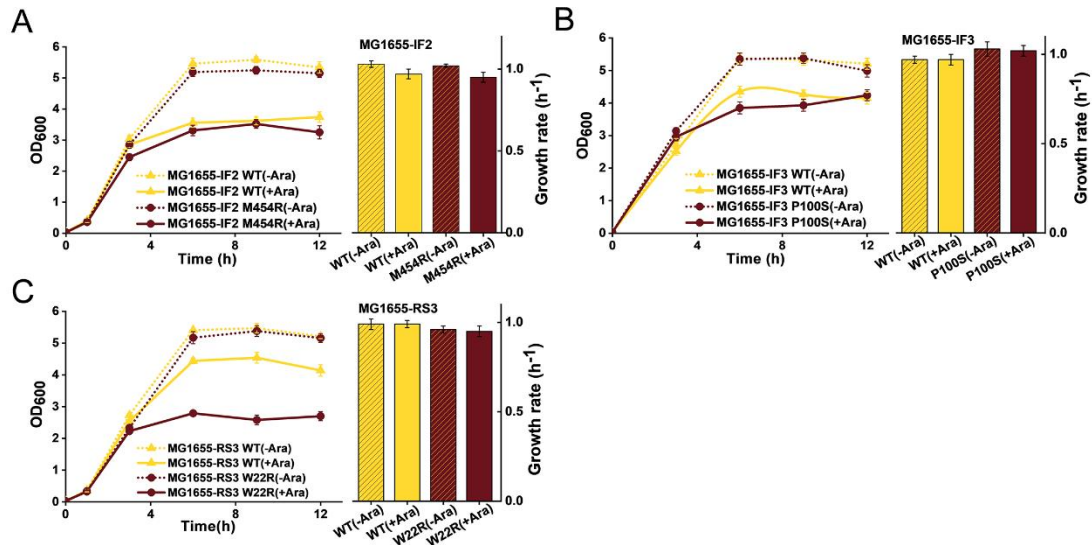 A
OD600
6
5
4
3
2
1
0
MG1655-IF2 WT(-Ara)
MG1655-IF2 WT(+Ara)
MG1655-IF2 M454R(-Ara)
MG1655-IF2 M454R(+Ara)
0 4 8 12
Time (h)
MG1655-IF2
1.0
0.5
0.0
Growth rate (h-1)
WT(-Ara)
WT(+Ara)
M454R(-Ara)
M454R(+Ara)
B
OD600
6
5
4
3
2
1
0
MG1655-IF3 WT(-Ara)
MG1655-IF3 WT(+Ara)
MG1655-IF3 P100S(-Ara)
MG1655-IF3 P100S(+Ara)
0 4 8 12
Time (h)
MG1655-IF3
1.0
0.5
0.0
Growth rate (h-1)
WT(-Ara)
WT(+Ara)
P100S(-Ara)
P100S(+Ara)
C
OD600
6
5
4
3
2
1
0
MG1655-RS3 WT(-Ara)
MG1655-RS3 WT(+Ara)
MG1655-RS3 W22R(-Ara)
MG1655-RS3 W22R(+Ara)
0 4 8 12
Time(h)
MG1655-RS3
1.0
0.5
0.0
Growth rate (h-1)
WT(-Ara)
WT(+Ara)
W22R(-Ara)
W22R(+Ara)